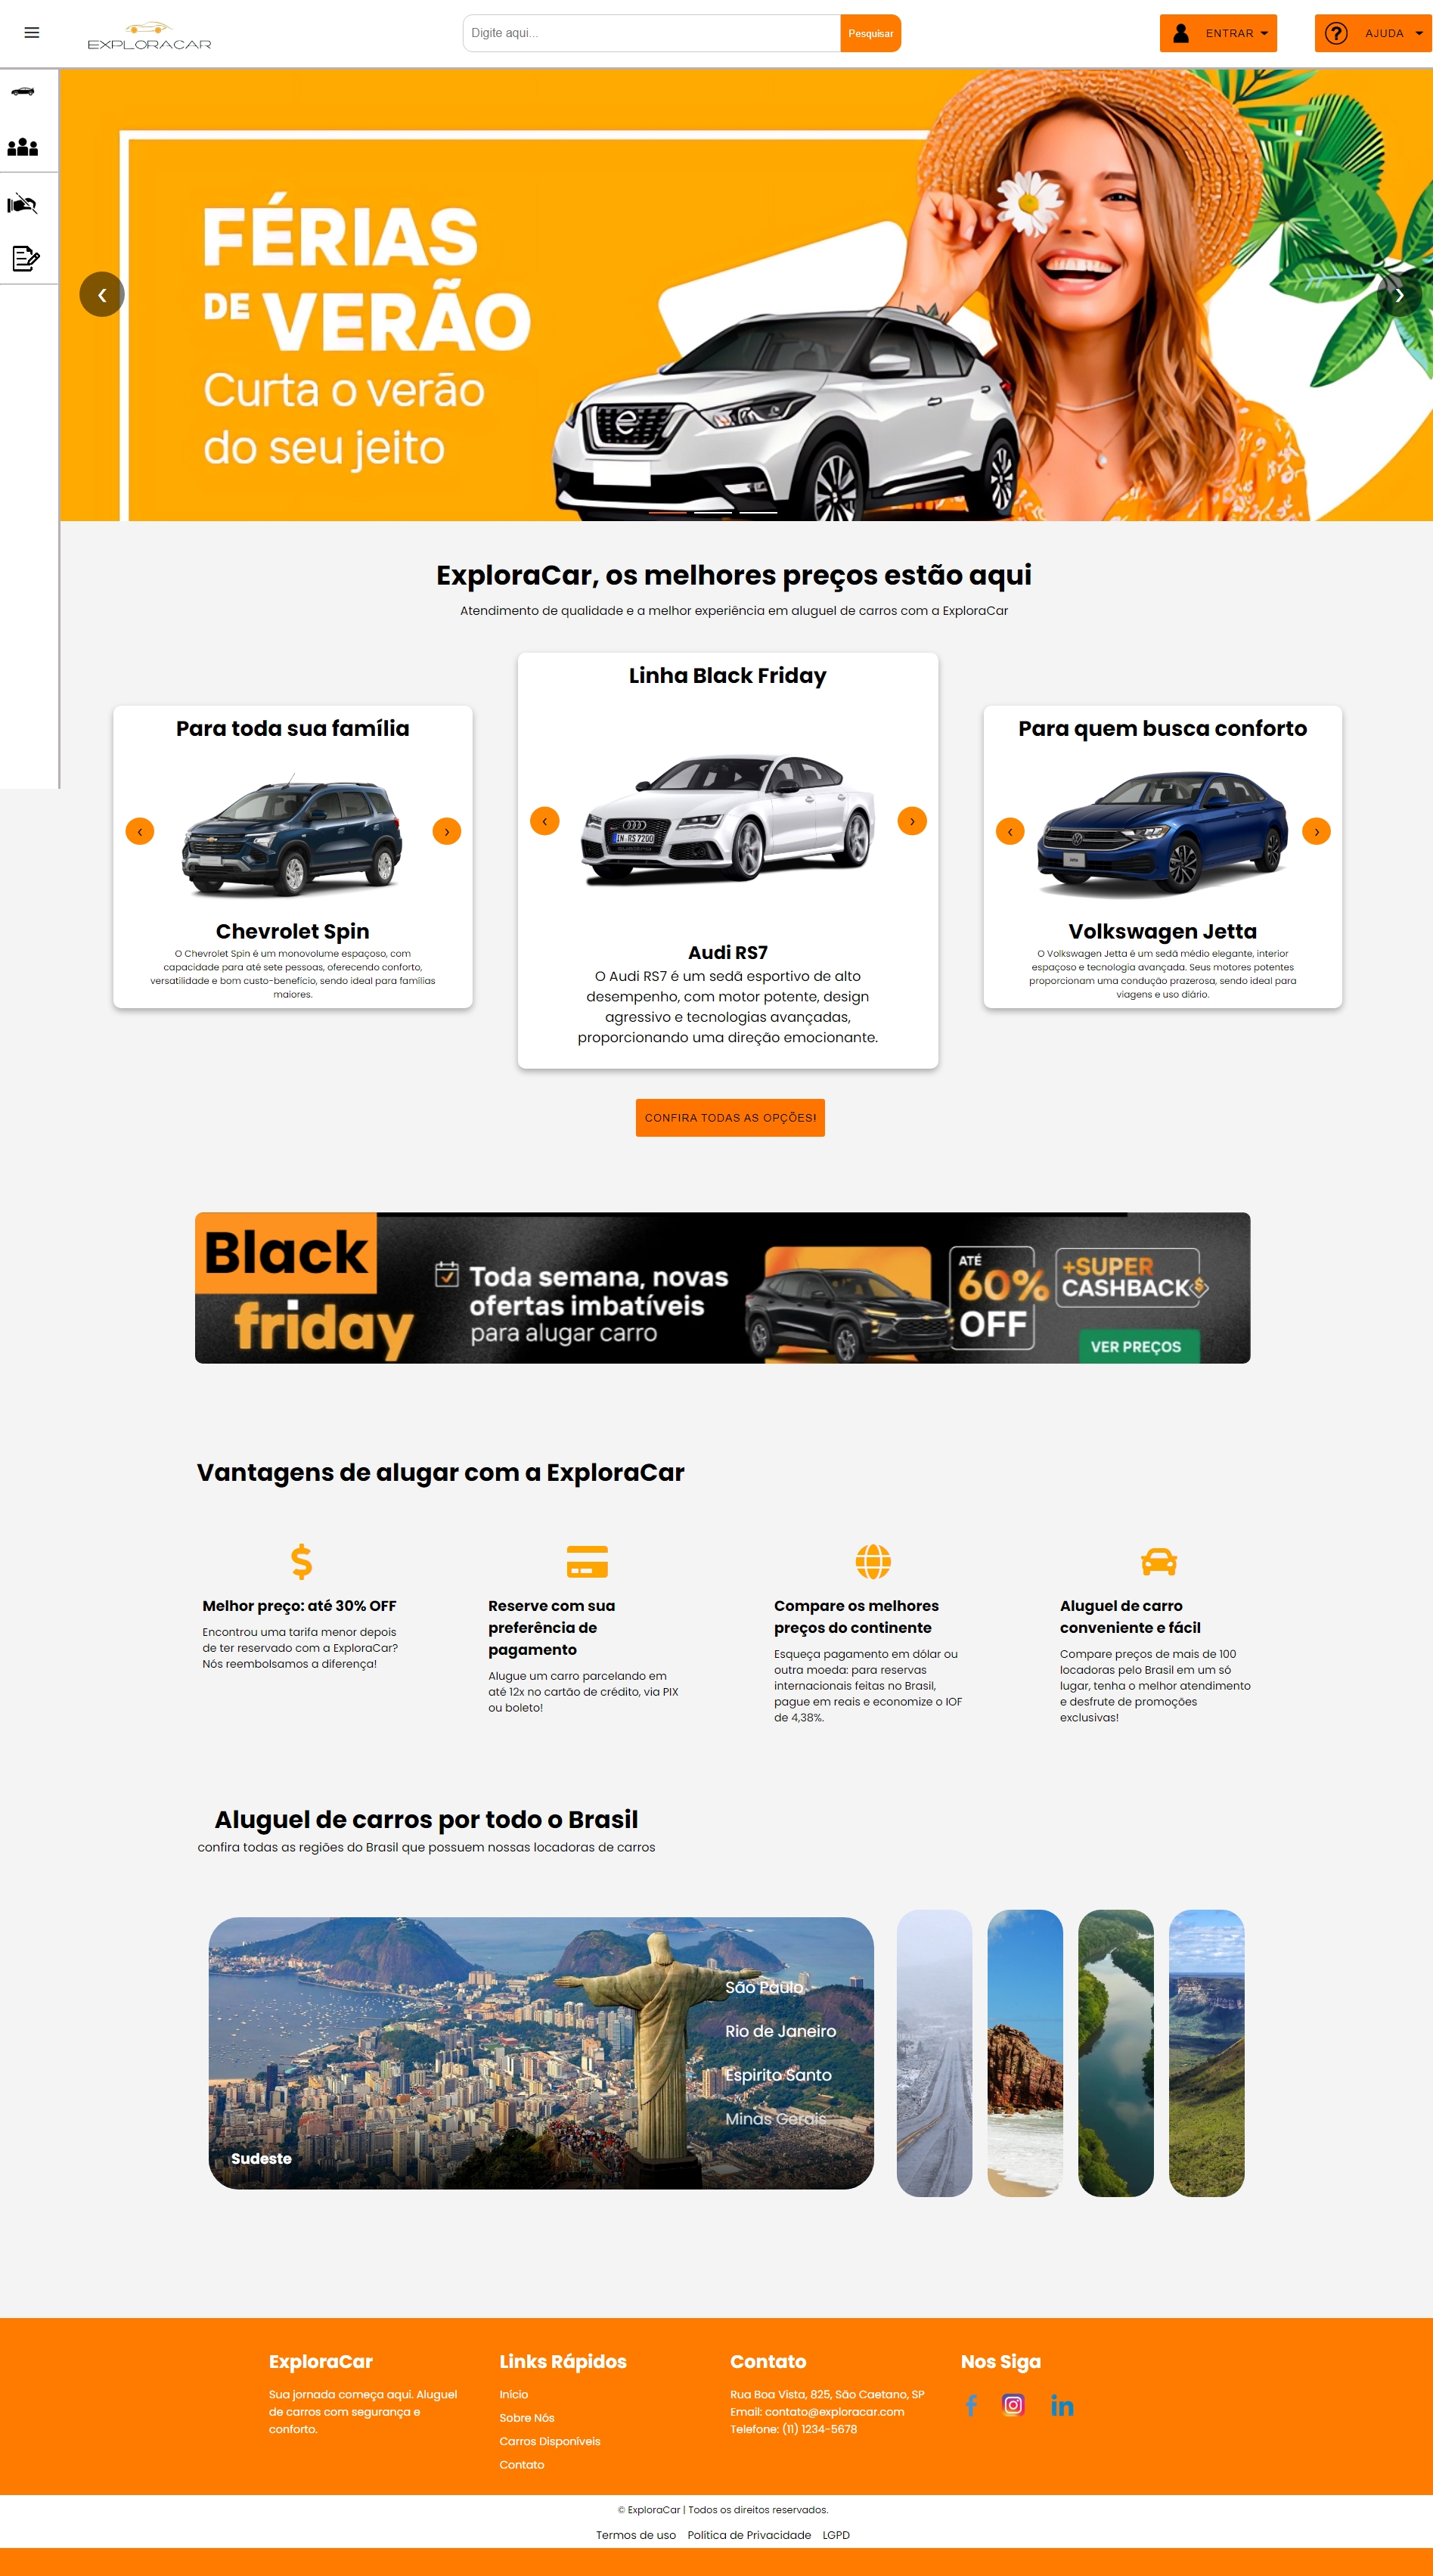 EXPLORACAR
Digite aqui...
Pesquisar
ENTRAR
AJUDA
FÉRIAS
DE VERÃO
Curta o verão
do seu jeito
ExploraCar, os melhores preços estão aqui
Atendimento de qualidade e a melhor experiência em aluguel de carros com a ExploraCar
Para toda sua família
Chevrolet Spin
O Chevrolet Spin é um monovolume espaçoso, com
capacidade para até sete pessoas, oferecendo conforto,
versatilidade e bom custo-benefício, sendo ideal para famílias
maiores.
Linha Black Friday
IN·RS 7200
Audi RS7
O Audi RS7 é um sedã esportivo de alto
desempenho, com motor potente, design
agressivo e tecnologias avançadas,
proporcionando uma direção emocionante.
Para quem busca conforto
Jetta
Volkswagen Jetta
O Volkswagen Jetta é um sedã médio elegante, interior
espaçoso e tecnologia avançada. Seus motores potentes
proporcionam uma condução prazerosa, sendo ideal para
viagens e uso diário.
CONFIRA TODAS AS OPÇÕES!
Black
friday
Toda semana, novas
ofertas imbatíveis
para alugar carro
ATÉ
60%
OFF
+SUPER
CASHBACK
VER PREÇOS
Vantagens de alugar com a ExploraCar
Melhor preço: até 30% OFF
Encontrou uma tarifa menor depois
de ter reservado com a ExploraCar?
Nós reembolsamos a diferença!
Reserve com sua
preferência de
pagamento
Alugue um carro parcelando em
até 12x no cartão de crédito, via PIX
ou boleto!
Compare os melhores
preços do continente
Esqueça pagamento em dólar ou
outra moeda: para reservas
internacionais feitas no Brasil,
pague em reais e economize o IOF
de 4,38%.
Aluguel de carro
conveniente e fácil
Compare preços de mais de 100
locadoras pelo Brasil em um só
lugar, tenha o melhor atendimento
e desfrute de promoções
exclusivas!
Aluguel de carros por todo o Brasil
confira todas as regiões do Brasil que possuem nossas locadoras de carros
São Paulo
Rio de Janeiro
Espirito Santo
Minas Gerais
Sudeste
ExploraCar
Sua jornada começa aqui. Aluguel
de carros com segurança e
conforto.
Links Rápidos
Início
Sobre Nós
Carros Disponíveis
Contato
Contato
Rua Boa Vista, 825, São Caetano, SP
Email: contato@exploracar.com
Telefone: (11) 1234-5678
Nos Siga
© ExploraCar | Todos os direitos reservados.
Termos de uso Política de Privacidade LGPD